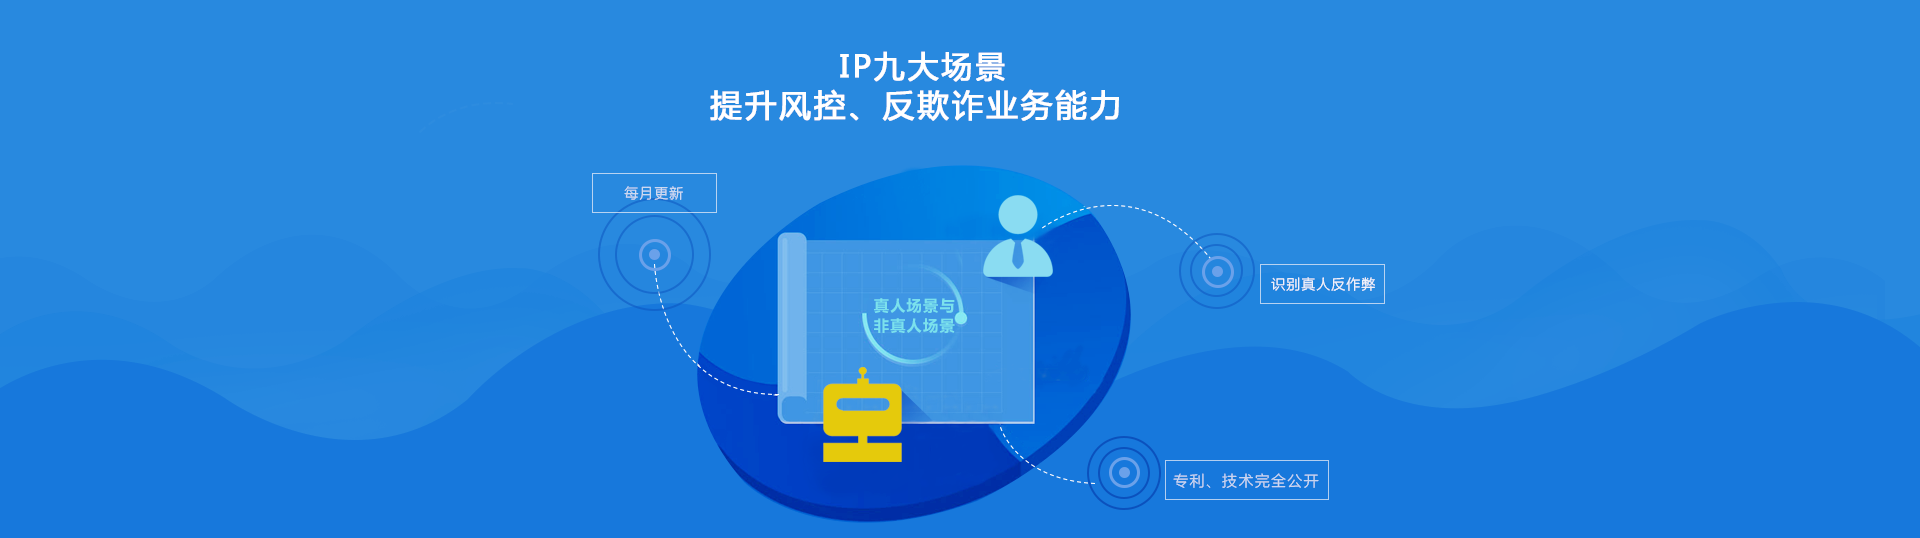 IP九大场景
提升风控、反欺诈业务能力
每月更新
识别真人反作弊
真人场景与
非真人场景
专利、技术完全公开